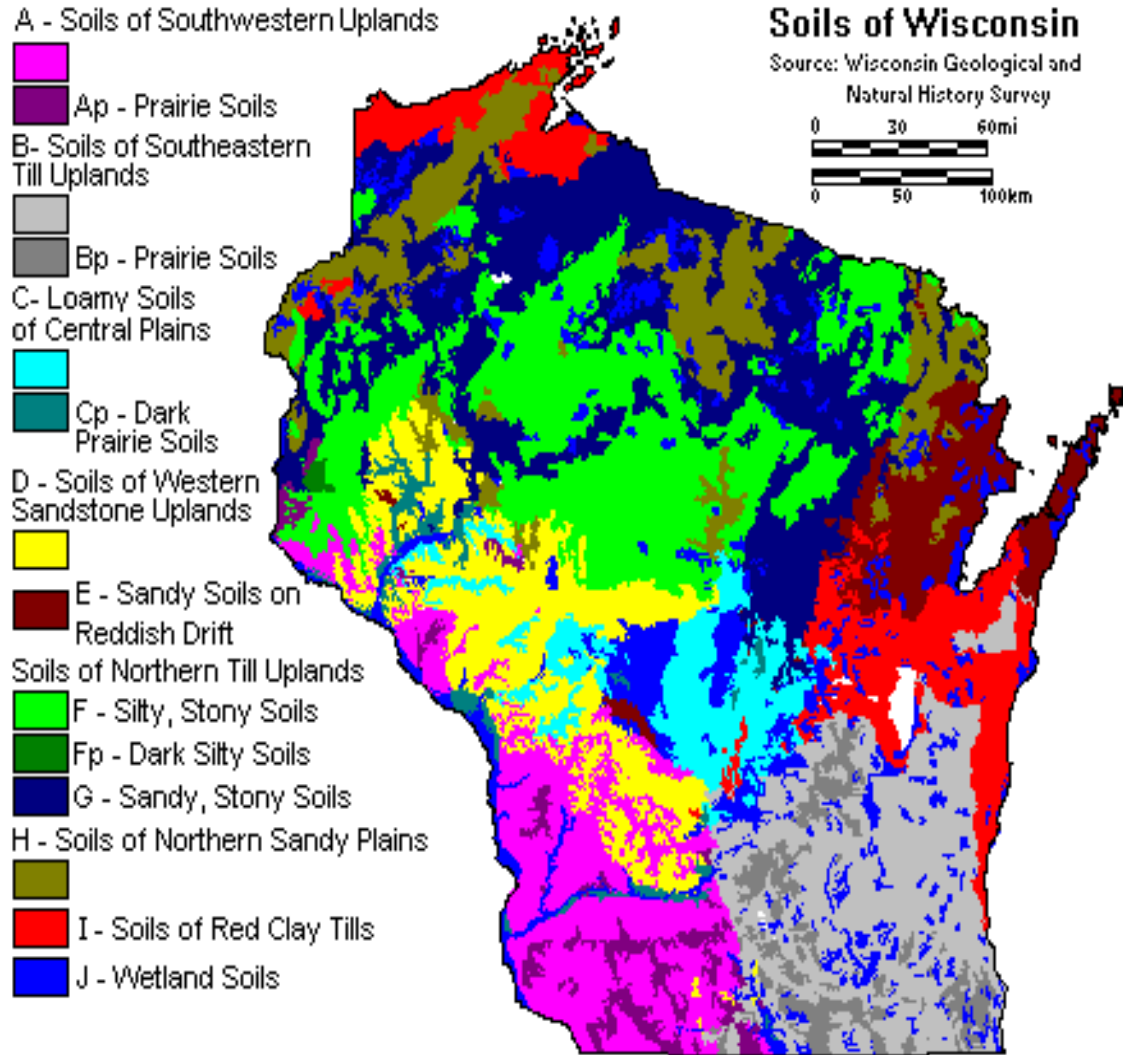 A - Soils of Southwestern Uplands
Ap - Prairie Soils
B- Soils of Southeastern
Till Uplands
Bp - Prairie Soils
C- Loamy Soils
of Central Plains
Cp - Dark
Prairie Soils
D - Soils of Western
Sandstone Uplands
E - Sandy Soils on
Reddish Drift
Soils of Northern Till Uplands
F - Silty, Stony Soils
Fp - Dark Silty Soils
G - Sandy, Stony Soils
H - Soils of Northern Sandy Plains
I - Soils of Red Clay Tills
J - Wetland Soils
Soils of Wisconsin
Source: Wisconsin Geological and
Natural History Survey
0 30 60mi
0 50 100km